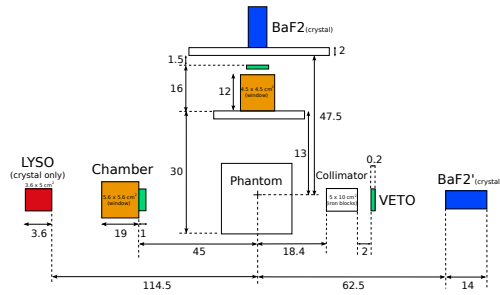 BaF2(crystal)
2
1.5
16
12
4.5 x 4.5 cm²
(window)
47.5
13
30
LYSO
(crystal only)
3.6 x 5 cm²
Chamber
5.6 x 5.6 cm²
(window)
Phantom
Collimator
5 x 10 cm²
(iron blocks)
0.2
VETO
BaF2'(crystal
3.6
19
1
45
18.4
2
114.5
62.5
14